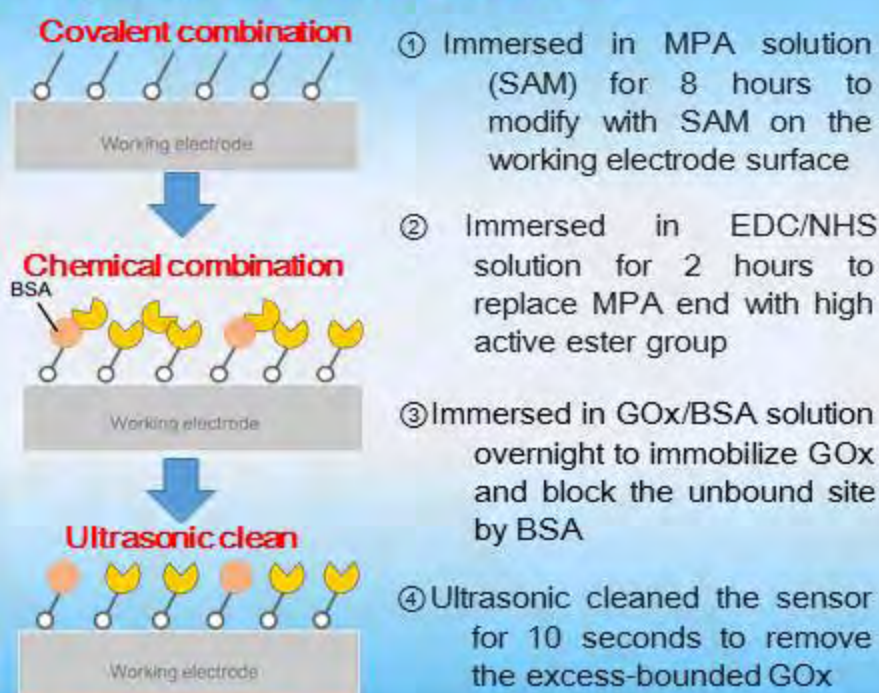 Covalent combination
Working electrode
Chemical combination
BSA
Working electrode
Ultrasonic clean
Working electrode
① Immersed in MPA solution
(SAM) for 8 hours to
modify with SAM on the
working electrode surface
② Immersed in EDC/NHS
solution for 2 hours to
replace MPA end with high
active ester group
③Immersed in GOx/BSA solution
overnight to immobilize GOx
and block the unbound site
by BSA
④Ultrasonic cleaned the sensor
for 10 seconds to remove
the excess-bounded GOx